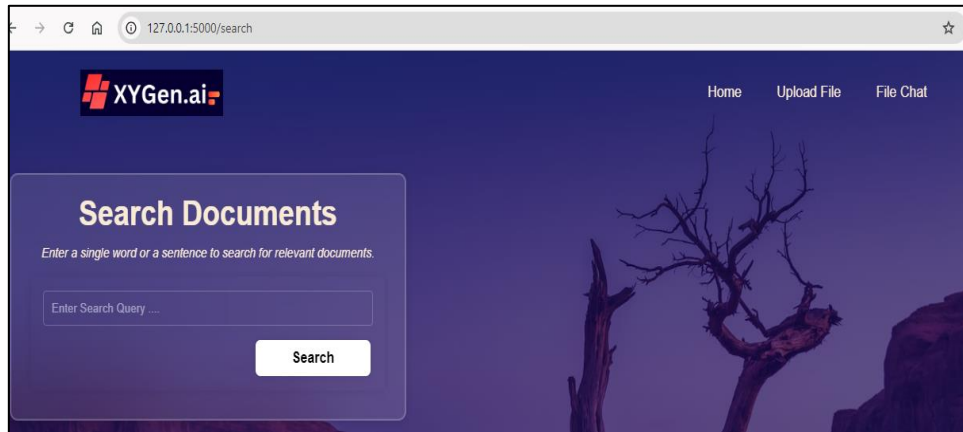 127.0.0.1:5000/search
XYGen.ai
Home Upload File File Chat
Search Documents
Enter a single word or a sentence to search for relevant documents.
Enter Search Query ....
Search